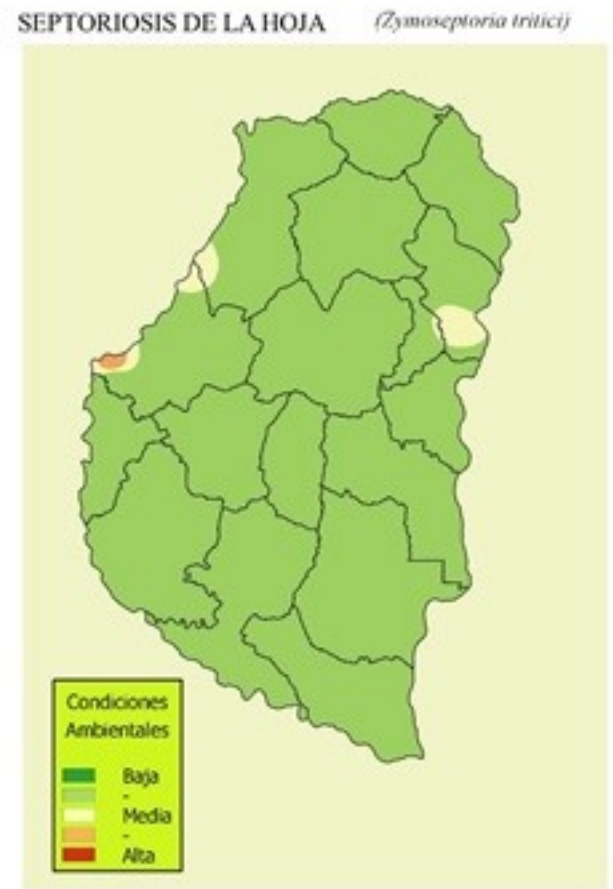 SEPTORIOSIS DE LA HOJA (Zymoseptoria tritici)
Condiciones
Ambientales
Baja
-
Media
-
Alta